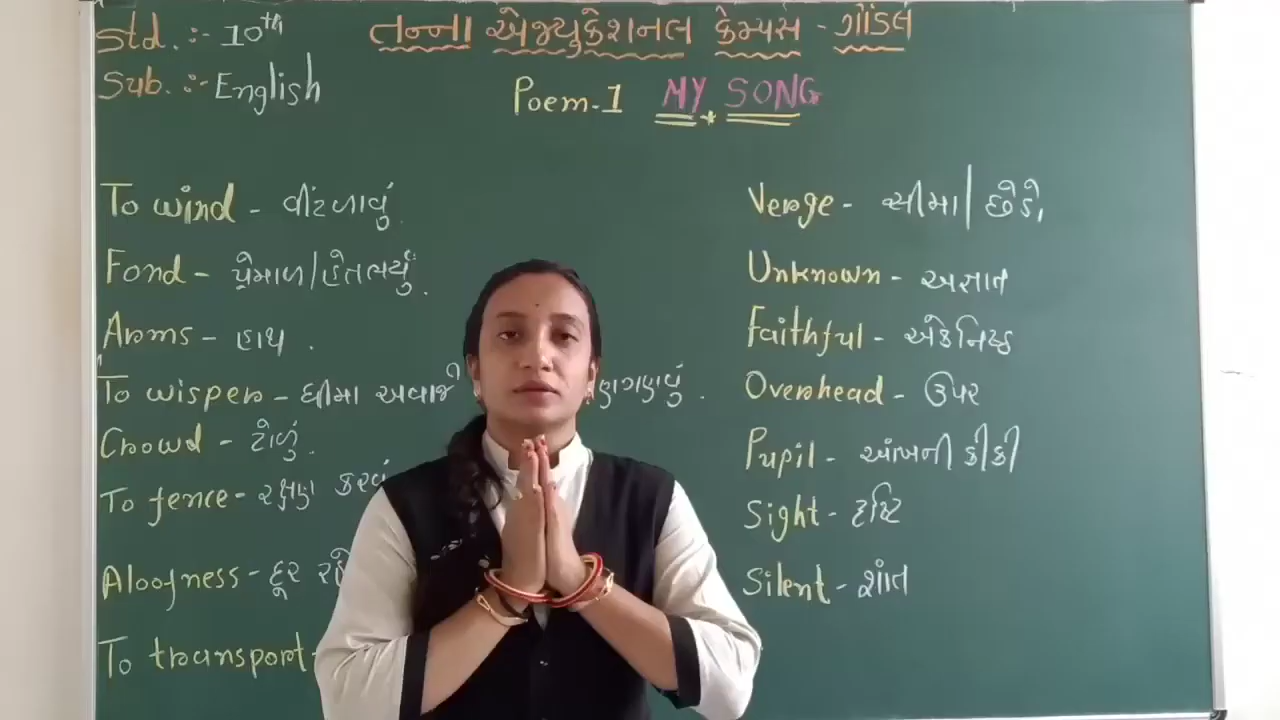 Std. :- 10th
તન્ના એજ્યુકેશનલ કેમ્પસ - ગોંડલ
Sub. :- English
Poem-1 MY SONG
To wind - વીંટળાવું.
Fond - પ્રેમાળ/હેતભર્યું.
Arms - હાથ.
To wisper - ધીમા અવાજે ણગણવું.
Crowd - ટોળું.
To fence - રક્ષણ કરવું
Aloofness - દૂર
To transport -
Verge - સીમા/છેડો.
Unknown - અજ્ઞાત
Faithful - એકનિષ્ઠ
Overhead - ઉપર
Pupil - આંખની કીકી
Sight - દૃષ્ટિ
Silent - શાંત